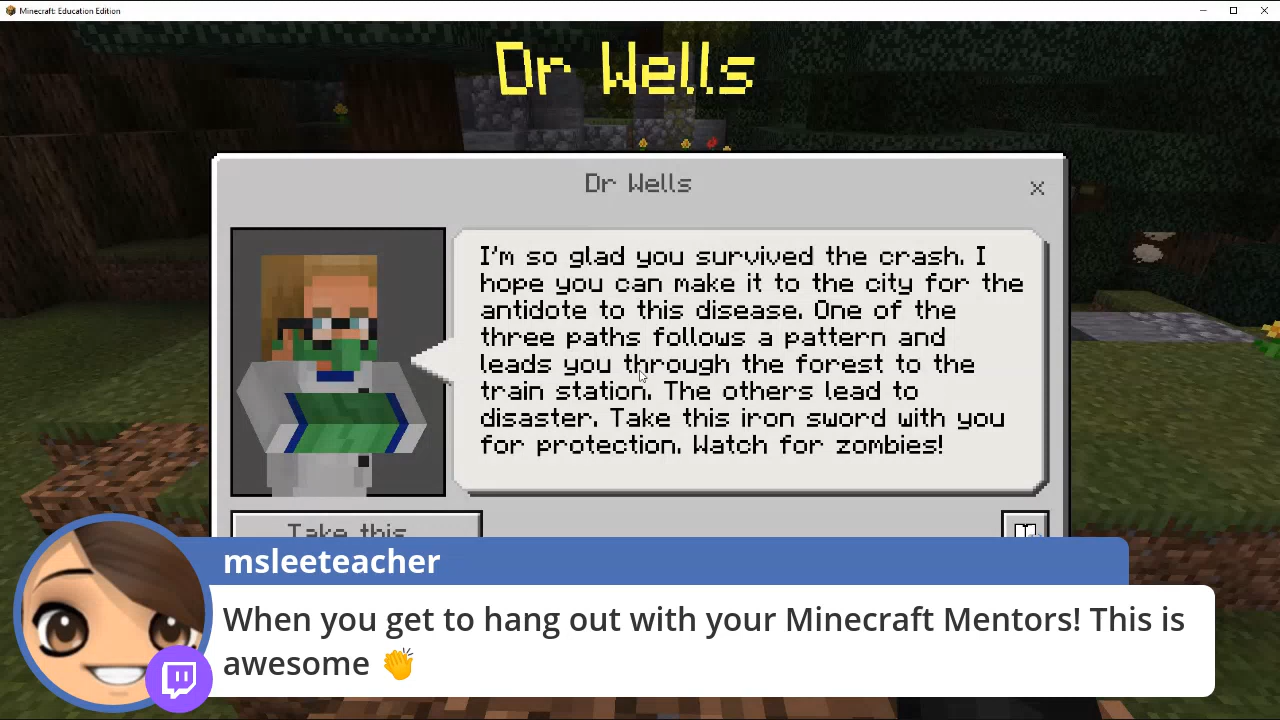 Minecraft: Education Edition
Dr Wells
Dr Wells
I'm so glad you survived the crash. I
hope you can make it to the city for the
antidote to this disease. One of the
three paths follows a pattern and
leads you through the forest to the
train station. The others lead to
disaster. Take this iron sword with you
for protection. Watch for zombies!
Take this
msleeteacher
When you get to hang out with your Minecraft Mentors! This is
awesome 👏